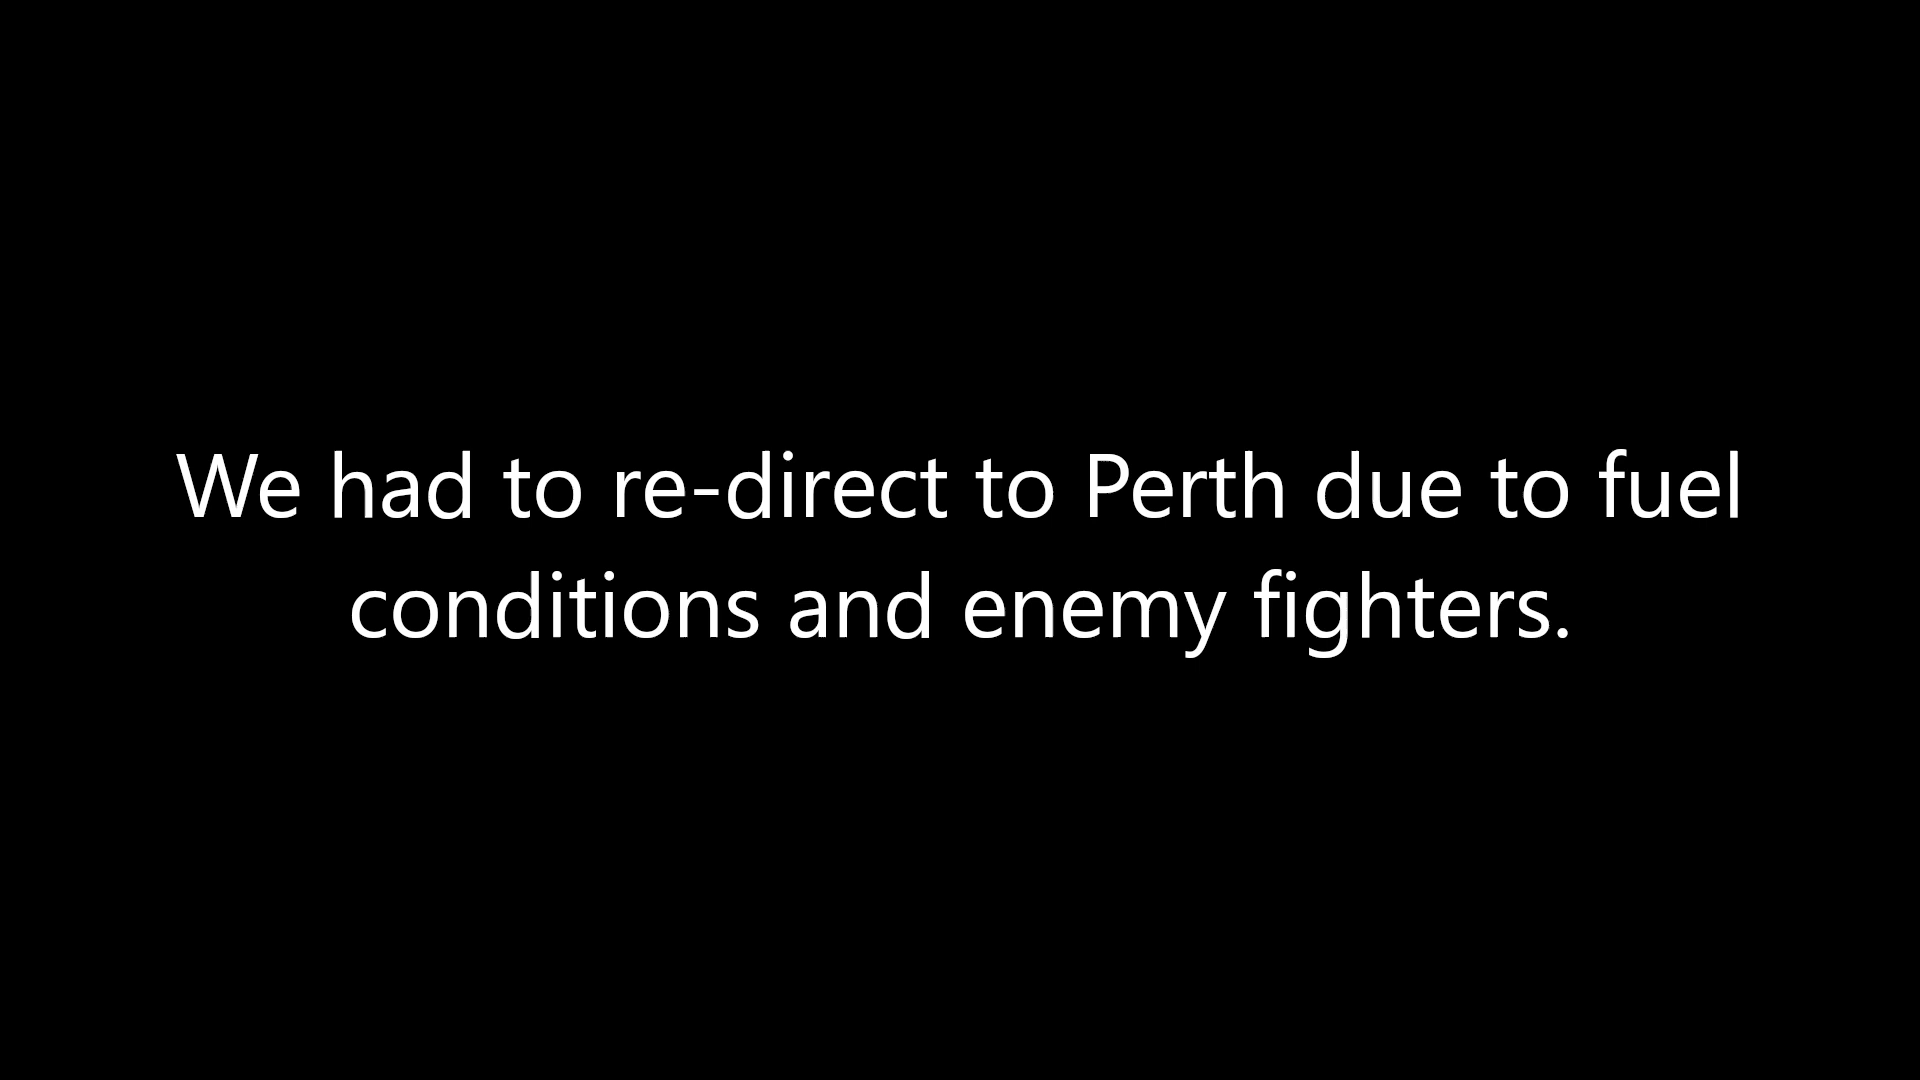 We had to re-direct to Perth due to fuel
conditions and enemy fighters.